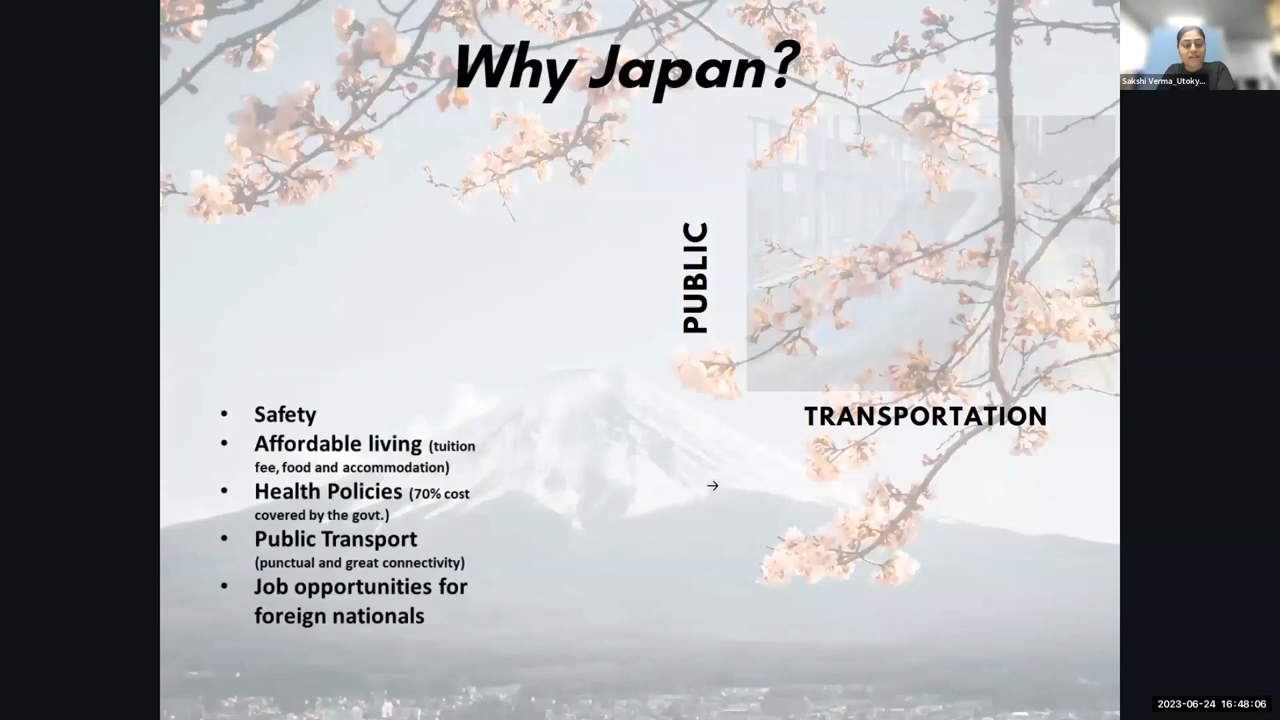 Why Japan?
Sakshi Verma_Utoky...
PUBLIC
TRANSPORTATION
• Safety
• Affordable living (tuition
fee, food and accommodation)
• Health Policies (70% cost
covered by the govt.)
• Public Transport
(punctual and great connectivity)
• Job opportunities for
foreign nationals
2023-06-24 16:48:06